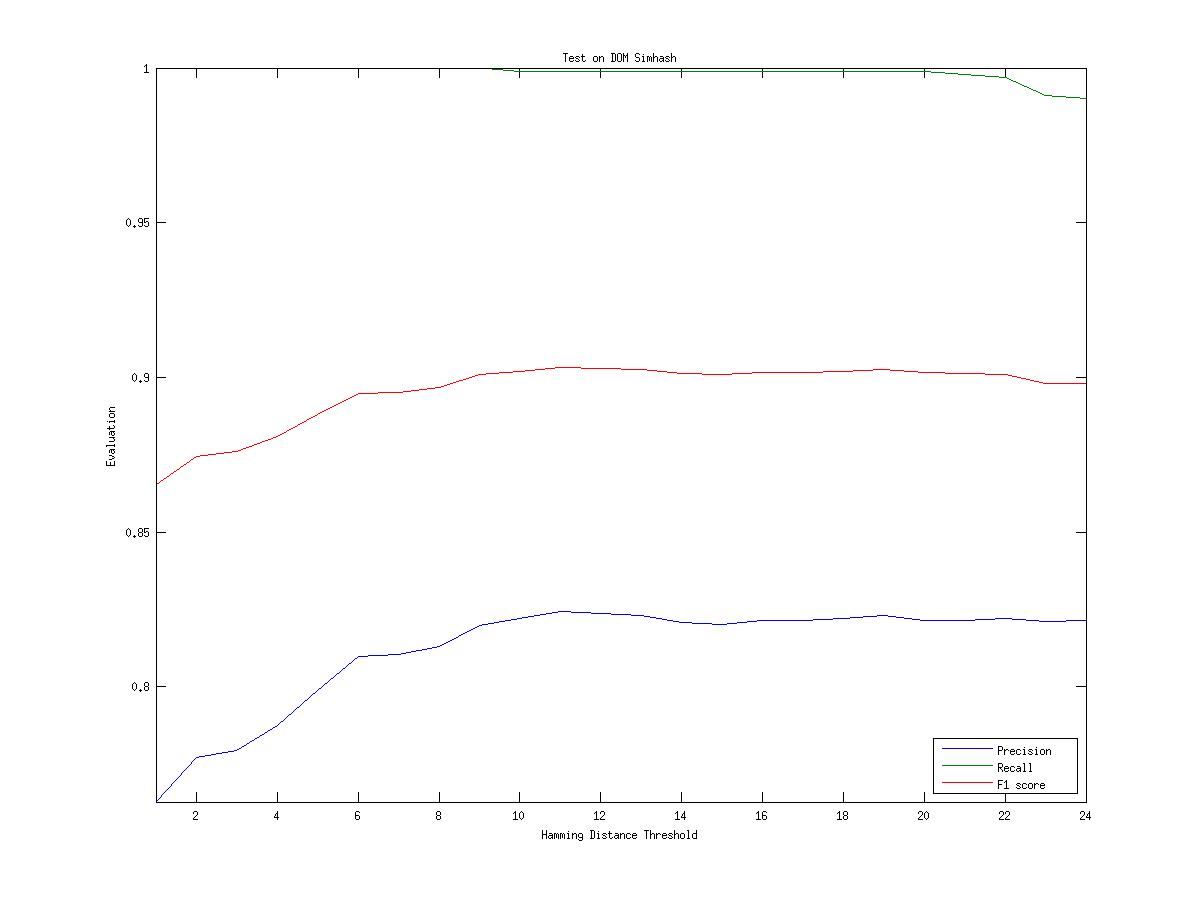 Test on DOM Simhash
1
0.95
0.9
0.85
0.8
Evaluation
2 4 6 8 10 12 14 16 18 20 22 24
Hamming Distance Threshold
Precision
Recall
F1 score